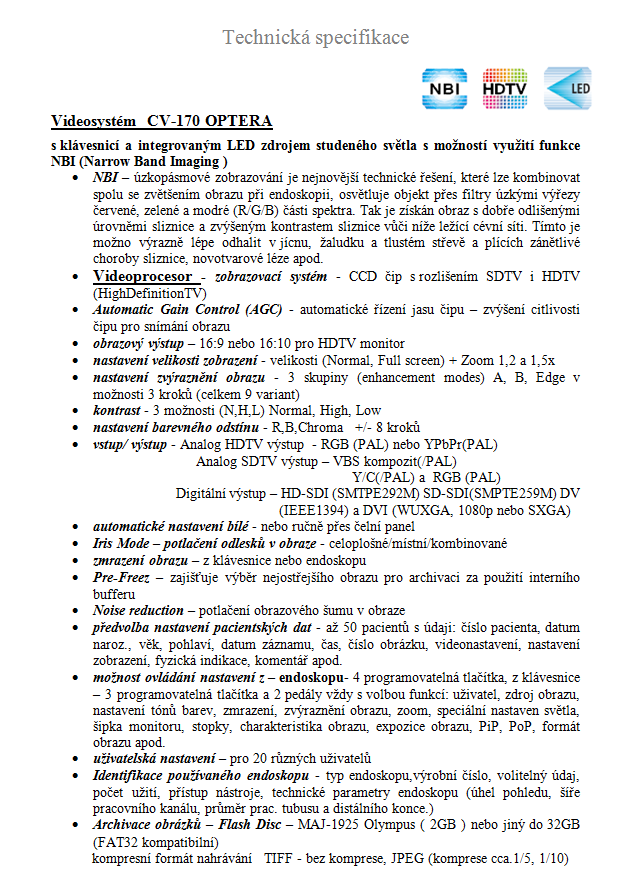 Technická specifikace
NBI HDTV LED
Videosystém CV-170 OPTERA
s klávesnicí a integrovaným LED zdrojem studeného světla s možností využití funkce
NBI (Narrow Band Imaging )
• NBI – úzkopásmové zobrazování je nejnovější technické řešení, které lze kombinovat
spolu se zvětšením obrazu při endoskopii, osvětluje objekt přes filtry úzkými výřezy
červené, zelené a modré (R/G/B) části spektra. Tak je získán obraz s dobře odlišenými
úrovněmi sliznice a zvýšeným kontrastem sliznice vůči níže ležící cévní síti. Tímto je
možno výrazně lépe odhalit v jícnu, žaludku a tlustém střevě a plících zánětlivé
choroby sliznice, novotvarové léze apod.
• Videoprocesor - zobrazovací systém - CCD čip s rozlišením SDTV i HDTV
(HighDefinitionTV)
• Automatic Gain Control (AGC) - automatické řízení jasu čipu – zvýšení citlivosti
čipu pro snímání obrazu
• obrazový výstup – 16:9 nebo 16:10 pro HDTV monitor
• nastavení velikosti zobrazení - velikosti (Normal, Full screen) + Zoom 1,2 a 1,5x
• nastavení zvýraznění obrazu - 3 skupiny (enhancement modes) A, B, Edge v
možnosti 3 kroků (celkem 9 variant)
• kontrast - 3 možnosti (N,H,L) Normal, High, Low
• nastavení barevného odstínu - R,B,Chroma +/- 8 kroků
• vstup/ výstup - Analog HDTV výstup - RGB (PAL) nebo YPbPr(PAL)
Analog SDTV výstup – VBS kompozit(/PAL)
Y/C(/PAL) a RGB (PAL)
Digitální výstup – HD-SDI (SMTPE292M) SD-SDI(SMPTE259M) DV
(IEEE1394) a DVI (WUXGA, 1080p nebo SXGA)
• automatické nastavení bílé - nebo ručně přes čelní panel
• Iris Mode – potlačení odlesků v obraze - celoplošné/místní/kombinované
• zmrazení obrazu – z klávesnice nebo endoskopu
• Pre-Freez – zajišťuje výběr nejostřejšího obrazu pro archivaci za použití interního
bufferu
• Noise reduction – potlačení obrazového šumu v obraze
• předvolba nastavení pacientských dat - až 50 pacientů s údaji: číslo pacienta, datum
naroz., věk, pohlaví, datum záznamu, čas, číslo obrázku, videonastavení, nastavení
zobrazení, fyzická indikace, komentář apod.
• možnost ovládání nastavení z – endoskopu- 4 programovatelná tlačítka, z klávesnice
– 3 programovatelná tlačítka a 2 pedály vždy s volbou funkcí: uživatel, zdroj obrazu,
nastavení tónů barev, zmrazení, zvýraznění obrazu, zoom, speciální nastaven světla,
šipka monitoru, stopky, charakteristika obrazu, expozice obrazu, PiP, PoP, formát
obrazu apod.
• uživatelská nastavení – pro 20 různých uživatelů
• Identifikace používaného endoskopu - typ endoskopu,výrobní číslo, volitelný údaj,
počet užití, přístup nástroje, technické parametry endoskopu (úhel pohledu, šíře
pracovního kanálu, průměr prac. tubusu a distálního konce.)
• Archivace obrázků – Flash Disc – MAJ-1925 Olympus ( 2GB ) nebo jiný do 32GB
(FAT32 kompatibilní)
kompresní formát nahrávání TIFF - bez komprese, JPEG (komprese cca.1/5, 1/10)